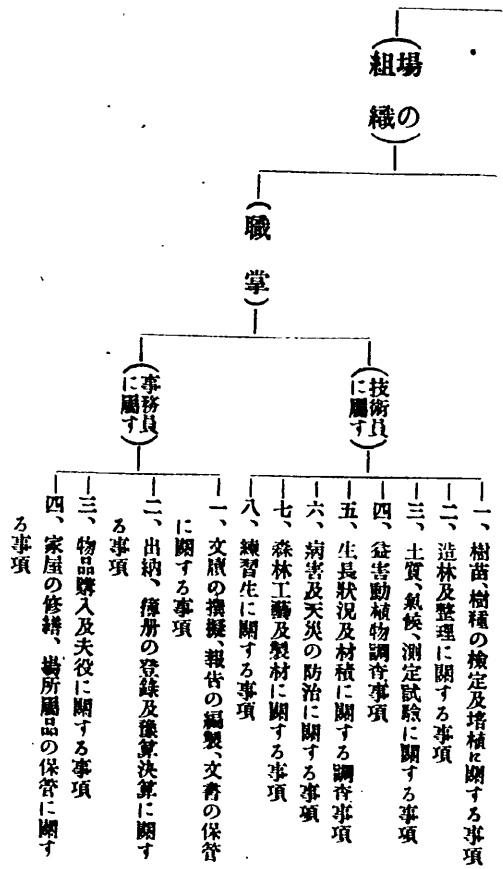 (場の組織)
(職掌)
(技術員に屬す)
一、樹苗、樹種の檢定及培植に關する事項
二、造林及整理に關する事項
三、土質、氣候、測定試驗に關する事項
四、益害動植物調査事項
五、生長狀況及材積に關する調査事項
六、病害及天災の防治に關する事項
七、森林工藝及製材に關する事項
八、練習生に關する事項
(事務員に屬す)
一、文牘の撰擬、報告の編製、文書の保管
に關する事項
二、出納、簿册の登錄及豫算決算に關す
る事項
三、物品購入及夫役に關する事項
四、家屋の修繕、場所屬品の保管に關す
る事項